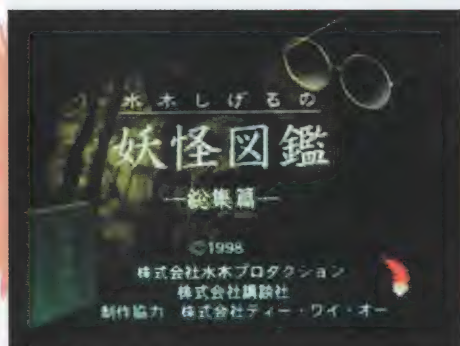 水木しげるの
妖怪図鑑
—総集篇—
©1998
株式会社水木プロダクション
株式会社講談社
制作協力 株式会社ディー・ワイ・オー